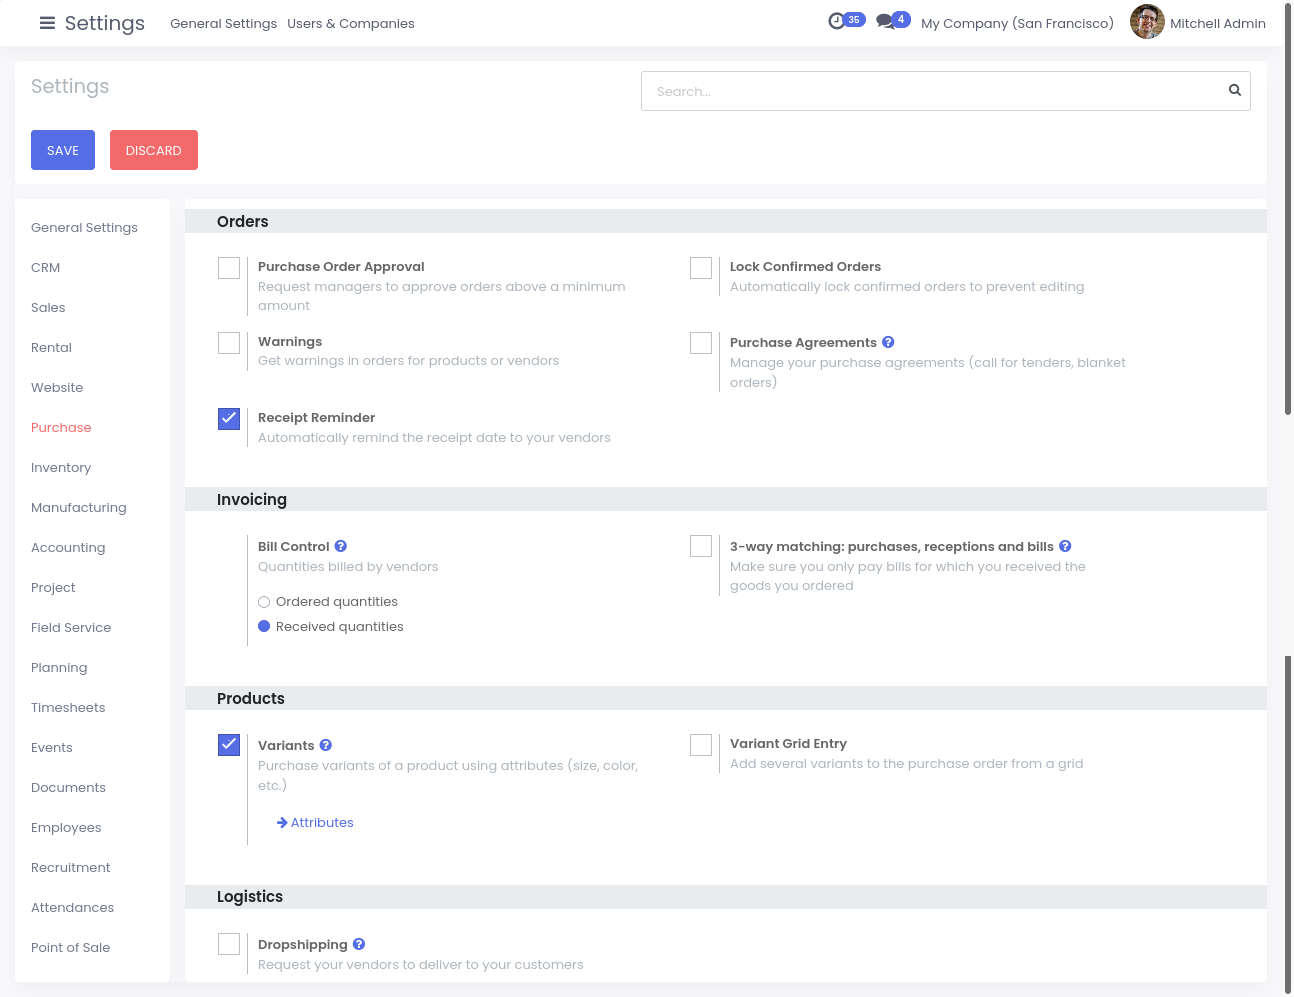 Settings
General Settings
Users & Companies
35
4
My Company (San Francisco)
Mitchell Admin
Settings
Search...
SAVE
DISCARD
General Settings
CRM
Sales
Rental
Website
Purchase
Inventory
Manufacturing
Accounting
Project
Field Service
Planning
Timesheets
Events
Documents
Employees
Recruitment
Attendances
Point of Sale
Orders
Purchase Order Approval
Request managers to approve orders above a minimum
amount
Lock Confirmed Orders
Automatically lock confirmed orders to prevent editing
Warnings
Get warnings in orders for products or vendors
Purchase Agreements ?
Manage your purchase agreements (call for tenders, blanket
orders)
Receipt Reminder
Automatically remind the receipt date to your vendors
Invoicing
Bill Control ?
Quantities billed by vendors
Ordered quantities
Received quantities
3-way matching: purchases, receptions and bills ?
Make sure you only pay bills for which you received the
goods you ordered
Products
Variants ?
Purchase variants of a product using attributes (size, color,
etc.)
Attributes
Variant Grid Entry
Add several variants to the purchase order from a grid
Logistics
Dropshipping ?
Request your vendors to deliver to your customers